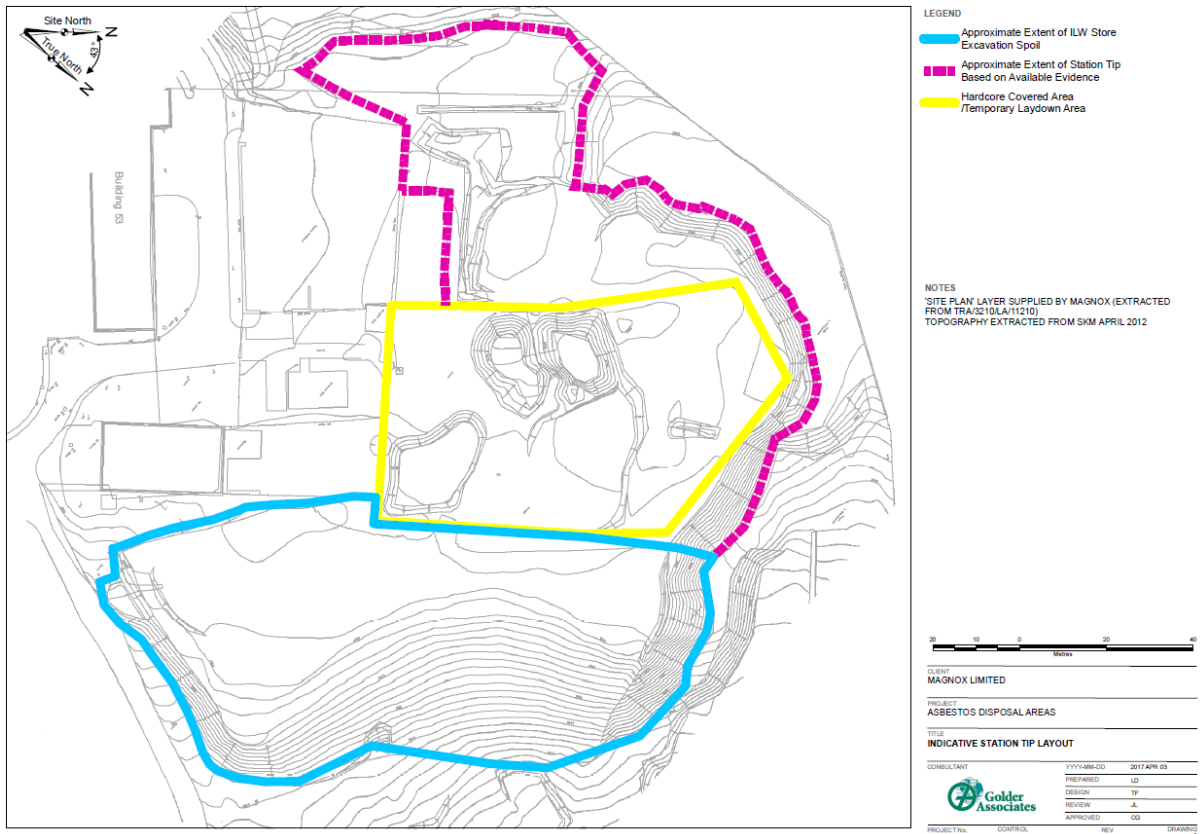 Site North
N
True North
43°
N
Building 53
LEGEND
Approximate Extent of ILW Store
Excavation Spoil
Approximate Extent of Station Tip
Based on Available Evidence
Hardcore Covered Area
/Temporary Laydown Area
NOTES
'SITE PLAN' LAYER SUPPLIED BY MAGNOX (EXTRACTED
FROM TRA/3210/LA/11210)
TOPOGRAPHY EXTRACTED FROM SKM APRIL 2012
20 10 0 20 40
Metres
CLIENT
MAGNOX LIMITED
PROJECT
ASBESTOS DISPOSAL AREAS
TITLE
INDICATIVE STATION TIP LAYOUT
CONSULTANT
Golder
Associates
YYYY-MM-DD 2017 APR 03
PREPARED LD
DESIGN TF
REVIEW JL
APPROVED CG
PROJECT No. CONTROL REV DRAWING